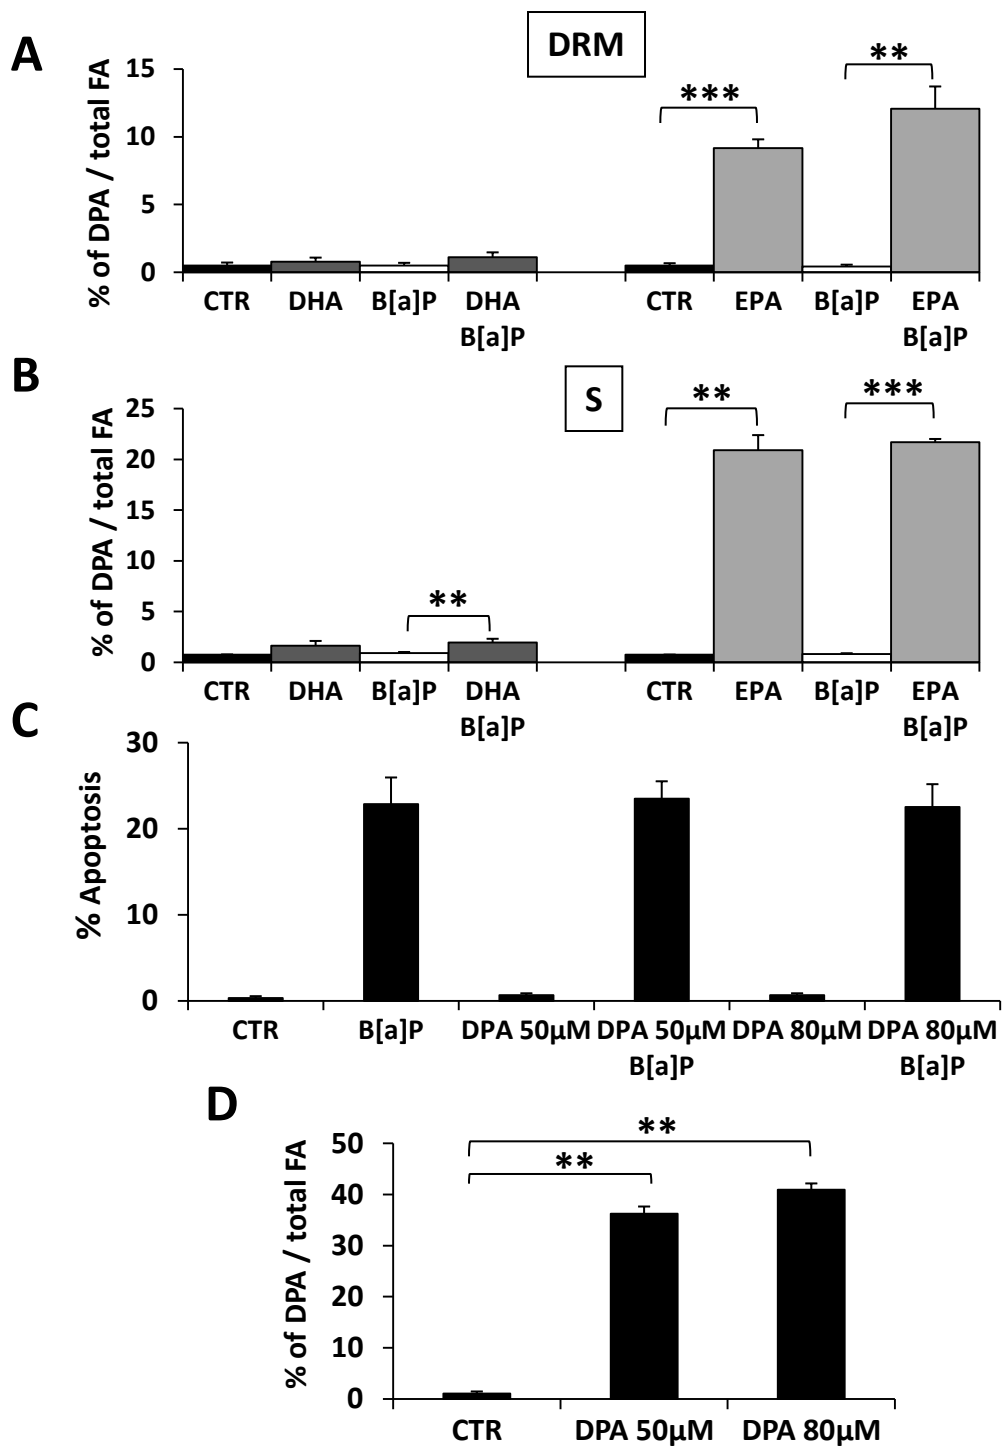 A
DRM
% of DPA / total FA
15
10
5
0
***
**
CTR DHA B[a]P DHA CTR EPA B[a]P EPA
B[a]P B[a]P
B
S
% of DPA / total FA
25
20
15
10
5
0
**
**
***
CTR DHA B[a]P DHA CTR EPA B[a]P EPA
B[a]P B[a]P
C
% Apoptosis
30
20
10
0
CTR B[a]P DPA 50µM DPA 50µM DPA 80µM DPA 80µM
B[a]P B[a]P
D
% of DPA / total FA
50
40
30
20
10
0
**
**
CTR DPA 50µM DPA 80µM